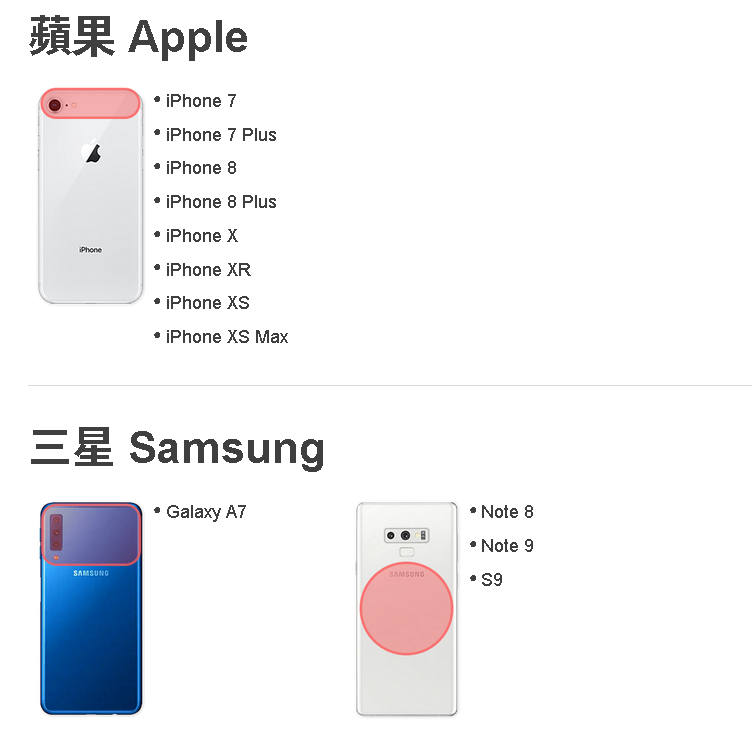 蘋果 Apple
• iPhone 7
• iPhone 7 Plus
• iPhone 8
• iPhone 8 Plus
• iPhone X
• iPhone XR
• iPhone XS
• iPhone XS Max
iPhone
三星 Samsung
• Galaxy A7
SAMSUNG
• Note 8
• Note 9
• S9
SAMSUNG